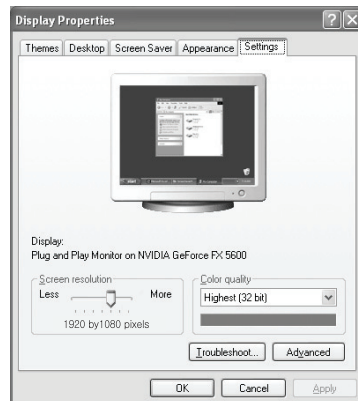 Display Properties
Themes Desktop Screen Saver Appearance Settings
Display:
Plug and Play Monitor on NVIDIA GeForce FX 5600
Screen resolution
Less More
1920 by1080 pixels
Color quality
Highest (32 bit)
Troubleshoot... Advanced
OK Cancel Apply